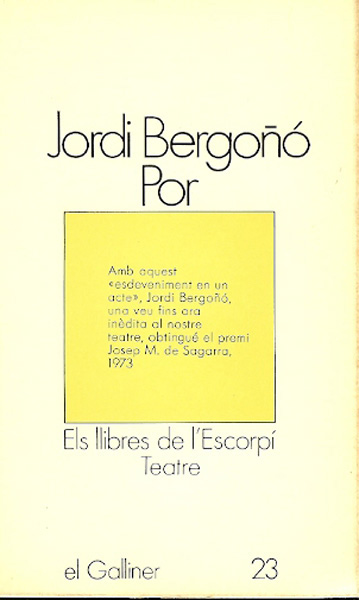 Jordi Bergoñó
Por
Amb aquest
«esdeveniment en un
acte», Jordi Bergoñó,
una veu fins ara
inèdita al nostre
teatre, obtingué el premi
Josep M. de Sagarra,
1973
Els llibres de l'Escorpí
Teatre
el Galliner 23